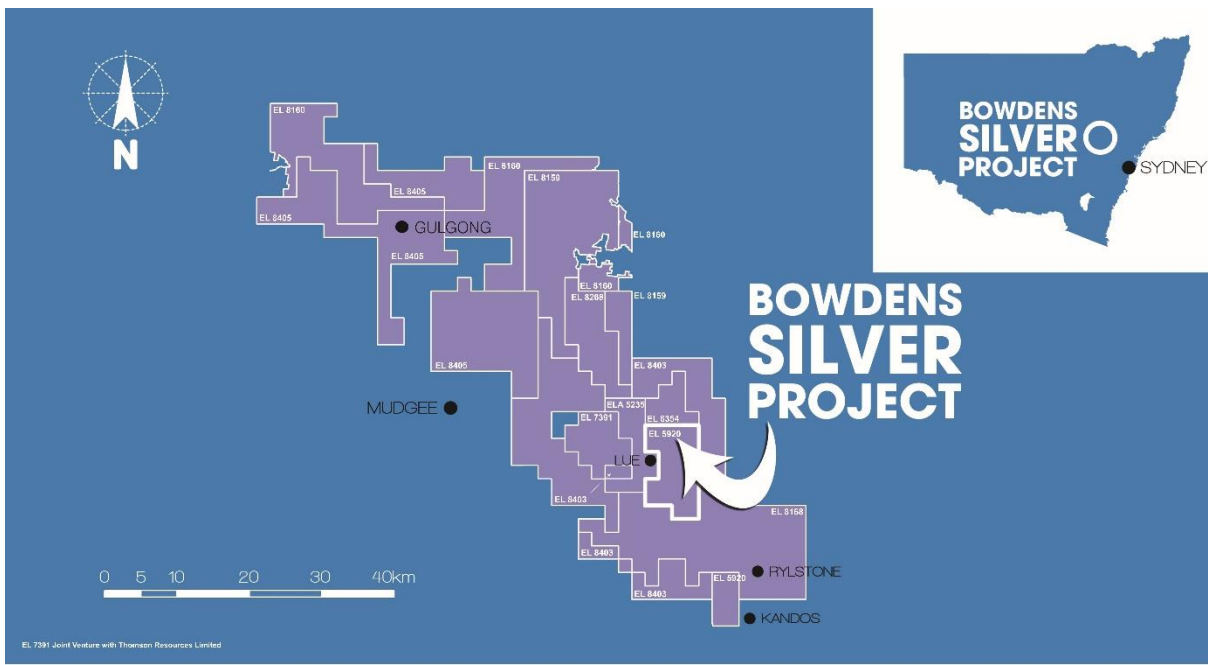 N
EL 8160
EL 8160
EL 8159
EL 8405
EL 8405
GULGONG
EL 8405
EL 8160
EL 8160
EL 8268
EL 8159
EL 8405
EL 8403
MUDGEE
ELA 5235
EL 7391
EL 6354
EL 5920
LUE
EL 8403
EL 8168
EL 8403
EL 5920
EL 8403
RYLSTONE
KANDOS
BOWDENS
SILVER
PROJECT
BOWDENS
SILVER
PROJECT
SYDNEY
0 5 10 20 30 40km
EL 7391 Joint Venture with Thomson Resources Limited